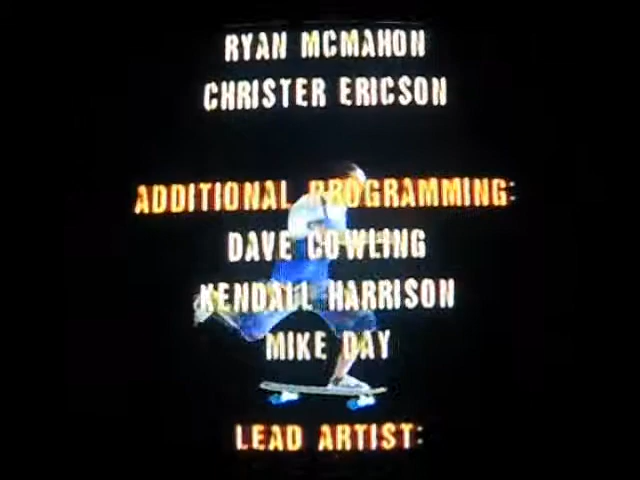 RYAN MCMAHON
CHRISTER ERICSON
ADDITIONAL PROGRAMMING:
DAVE COWLING
KENDALL HARRISON
MIKE DAY
LEAD ARTIST: